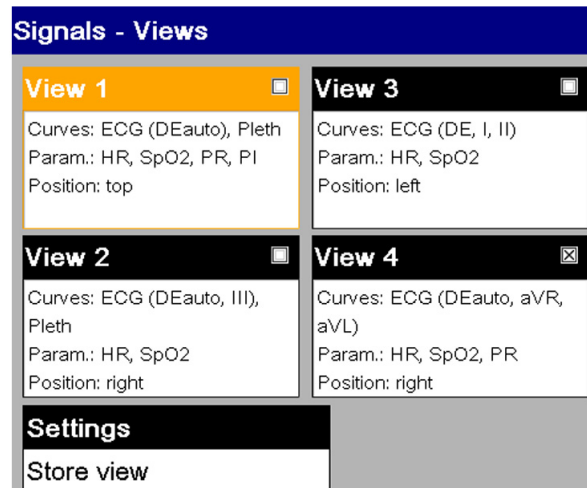 Signals - Views
View 1
Curves: ECG (DEauto), Pleth
Param.: HR, SpO2, PR, PI
Position: top
View 3
Curves: ECG (DE, I, II)
Param.: HR, SpO2
Position: left
View 2
Curves: ECG (DEauto, III),
Pleth
Param.: HR, SpO2
Position: right
View 4
Curves: ECG (DEauto, aVR,
aVL)
Param.: HR, SpO2, PR
Position: right
Settings
Store view